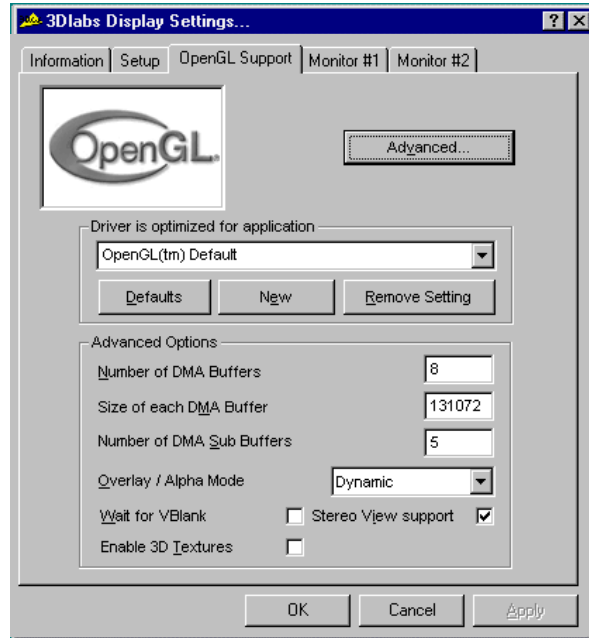 3Dlabs Display Settings...
Information Setup OpenGL Support Monitor #1 Monitor #2
OpenGL.
Advanced...
Driver is optimized for application
OpenGL(tm) Default
Defaults New Remove Setting
Advanced Options
Number of DMA Buffers 8
Size of each DMA Buffer 131072
Number of DMA Sub Buffers 5
Overlay / Alpha Mode Dynamic
Wait for VBlank Stereo View support
Enable 3D Textures
OK Cancel Apply